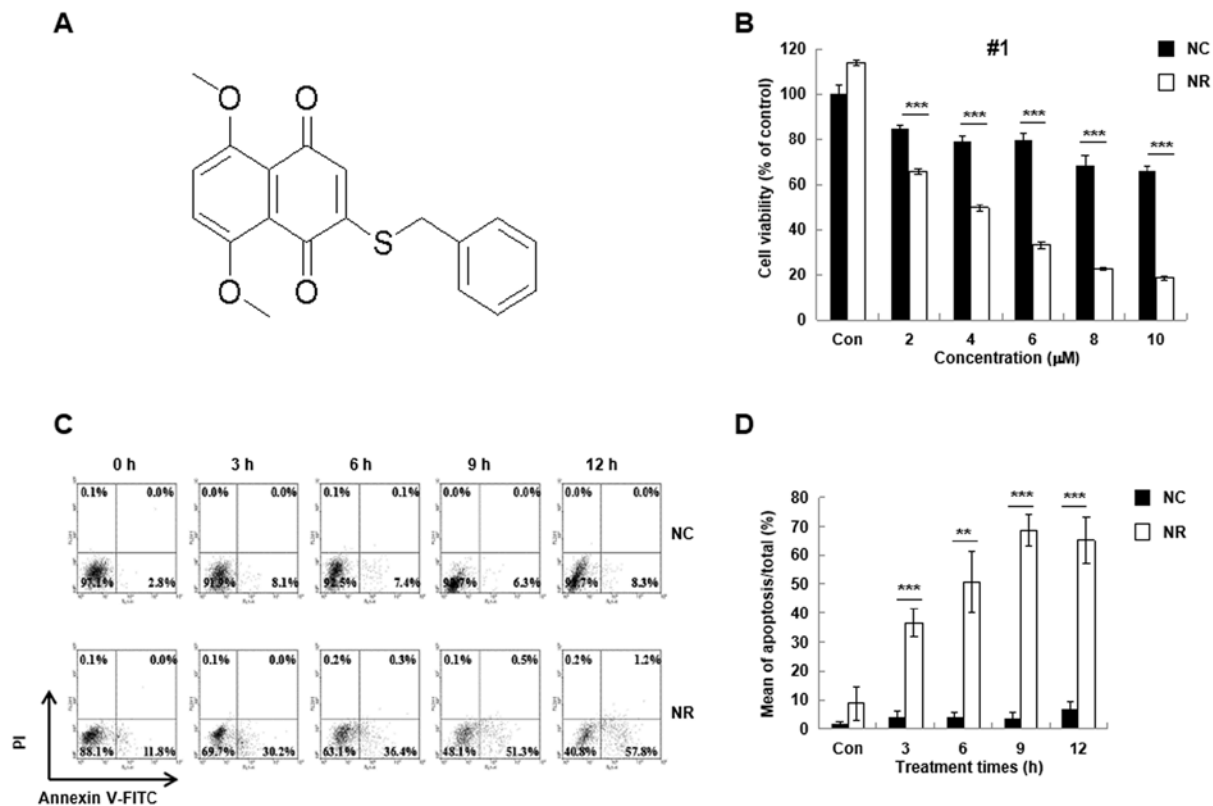 A
O
O
S
O
O
B
#1
NC
NR
Cell viability (% of control)
120
100
80
60
40
20
0
***
***
***
***
***
Con 2 4 6 8 10
Concentration (μM)
C
0 h 3 h 6 h 9 h 12 h
0.1% 0.0% 0.0% 0.0% 0.1% 0.1% 0.0% 0.0% 0.0% 0.0%
NC
97.1% 2.8% 8.1% 92.5% 7.4% 6.3% 8.3%
0.1% 0.0% 0.1% 0.0% 0.2% 0.3% 0.1% 0.5% 0.2% 1.2%
NR
88.1% 11.8% 69.7% 30.2% 63.1% 36.4% 48.1% 51.3% 40.8% 57.8%
PI
Annexin V-FITC
D
NC
NR
Mean of apoptosis/total (%)
80
70
60
50
40
30
20
10
0
***
**
***
***
Con 3 6 9 12
Treatment times (h)